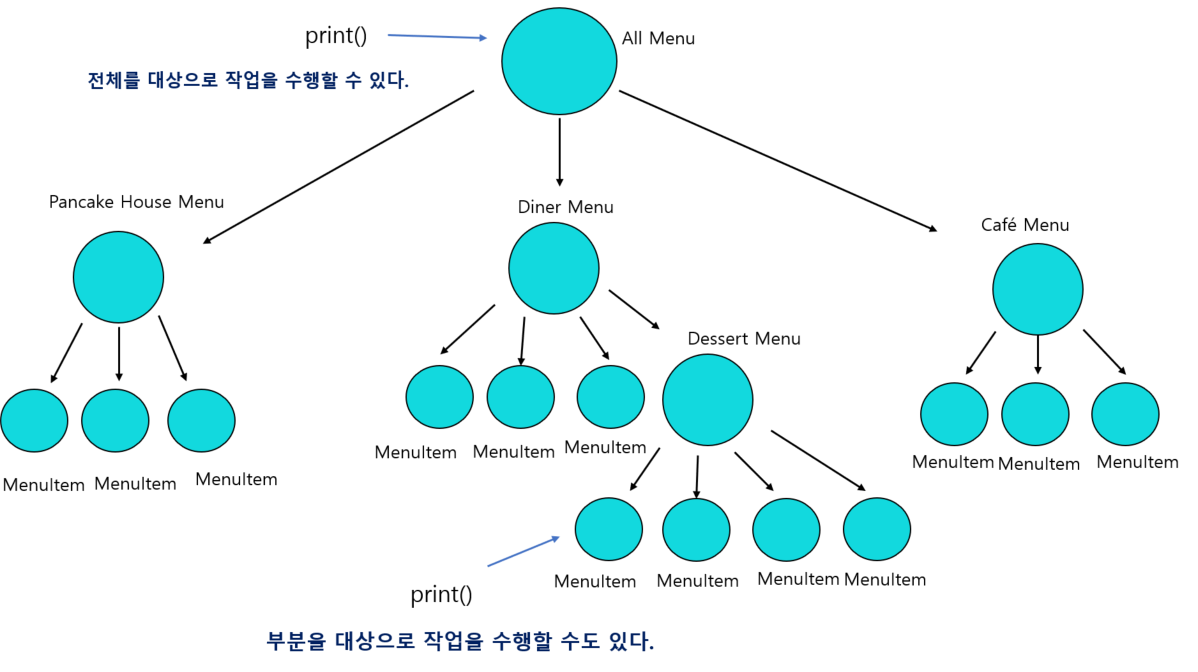 print()
All Menu
전체를 대상으로 작업을 수행할 수 있다.
Pancake House Menu
Diner Menu
Café Menu
Dessert Menu
MenuItem
MenuItem
MenuItem
MenuItem
MenuItem
MenuItem
MenuItem
MenuItem
MenuItem
MenuItem
MenuItem
MenuItem
MenuItem
print()
부분을 대상으로 작업을 수행할 수도 있다.